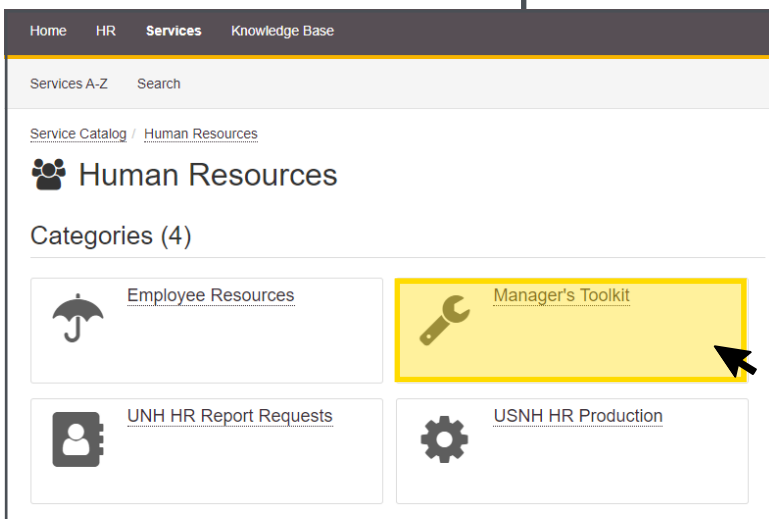 Home HR Services Knowledge Base
Services A-Z Search
Service Catalog / Human Resources
Human Resources
Categories (4)
Employee Resources
Manager's Toolkit
UNH HR Report Requests
USNH HR Production